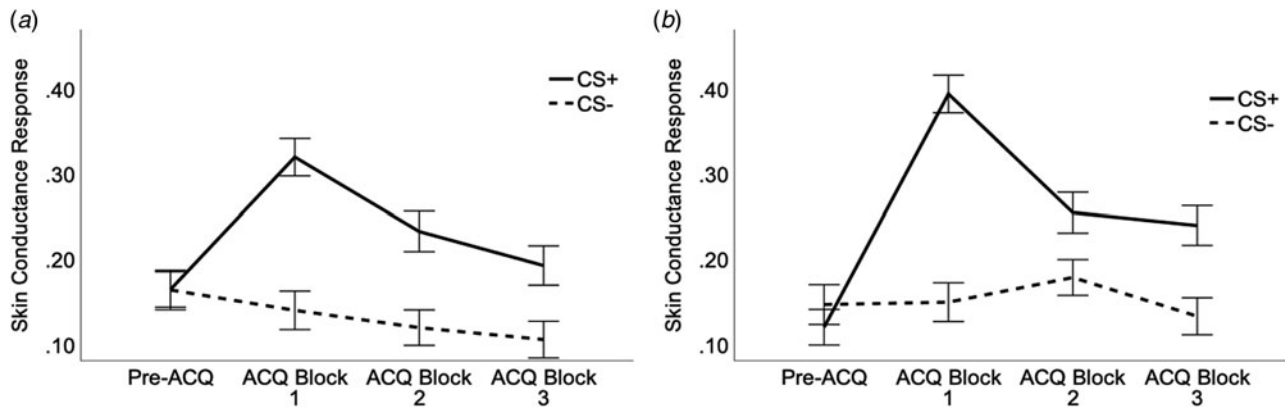 (a)
Skin Conductance Response
.40
.30
.20
.10
CS+
CS-
Pre-ACQ
ACQ Block
1
ACQ Block
2
ACQ Block
3
(b)
Skin Conductance Response
.40
.30
.20
.10
CS+
CS-
Pre-ACQ
ACQ Block
1
ACQ Block
2
ACQ Block
3